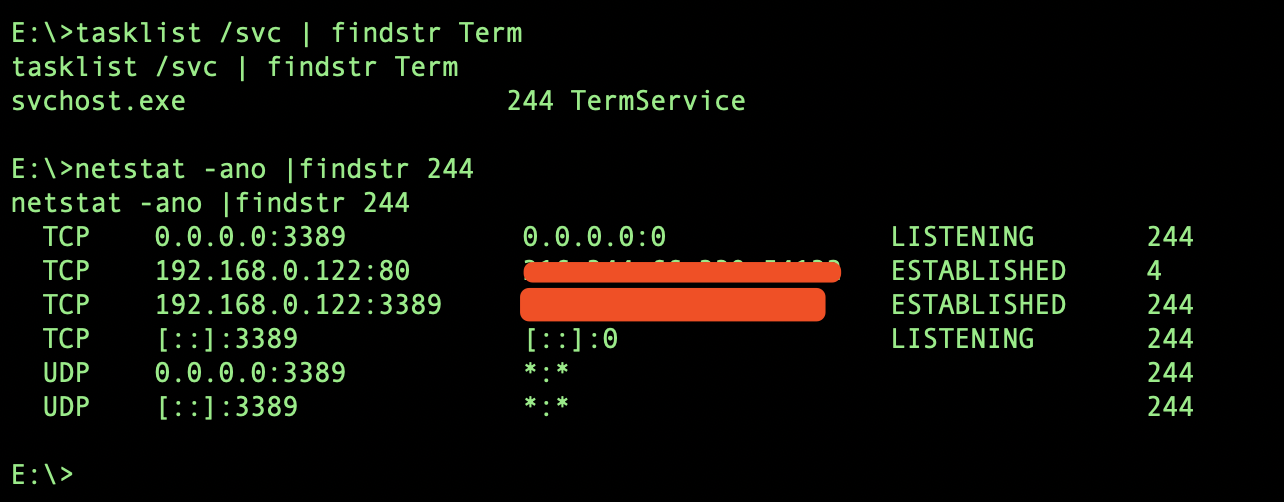 E:\>tasklist /svc | findstr Term
tasklist /svc | findstr Term
svchost.exe 244 TermService
E:\>netstat -ano |findstr 244
netstat -ano |findstr 244
TCP 0.0.0.0:3389 0.0.0.0:0 LISTENING 244
TCP 192.168.0.122:80 ESTABLISHED 4
TCP 192.168.0.122:3389 ESTABLISHED 244
TCP [::]:3389 [::]:0 LISTENING 244
UDP 0.0.0.0:3389 *:* 244
UDP [::]:3389 *:* 244
E:\>